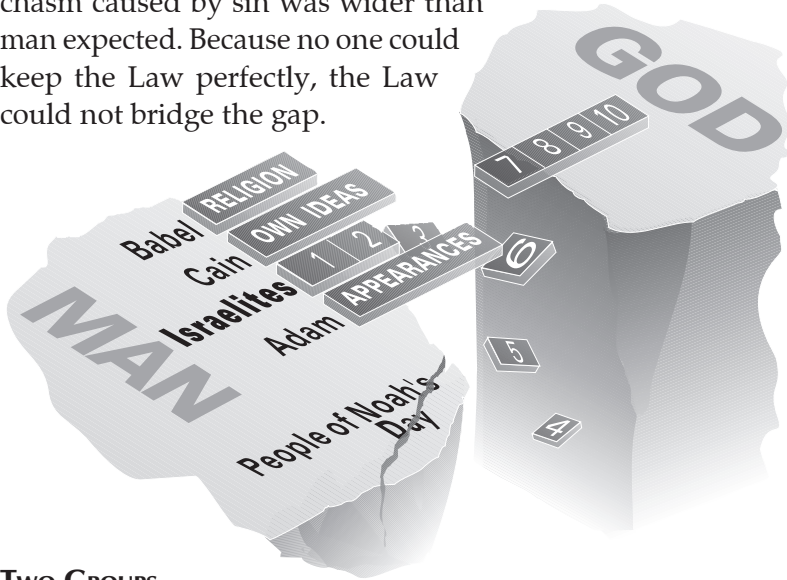 chasm caused by sin was wider than
man expected. Because no one could
keep the Law perfectly, the Law
could not bridge the gap.
GOD
7 8 9 10
RELIGION
Babel
OWN IDEAS
Cain
1 2
Israelites
APPEARANCES
Adam
6
MAN
5
People of Noah's
Day
4
TWO GROUPS